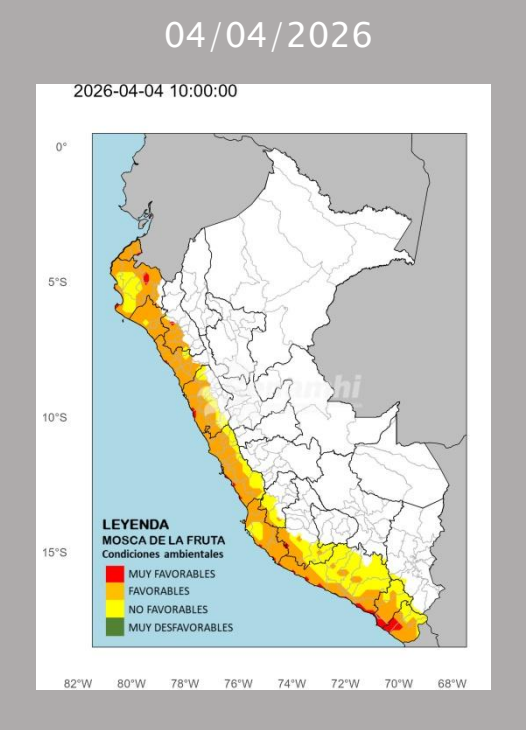 04/04/2026
2026-04-04 10:00:00
0°
5°S
10°S
15°S
LEYENDA
MOSCA DE LA FRUTA
Condiciones ambientales
MUY FAVORABLES
FAVORABLES
NO FAVORABLES
MUY DESFAVORABLES
82°W 80°W 78°W 76°W 74°W 72°W 70°W 68°W